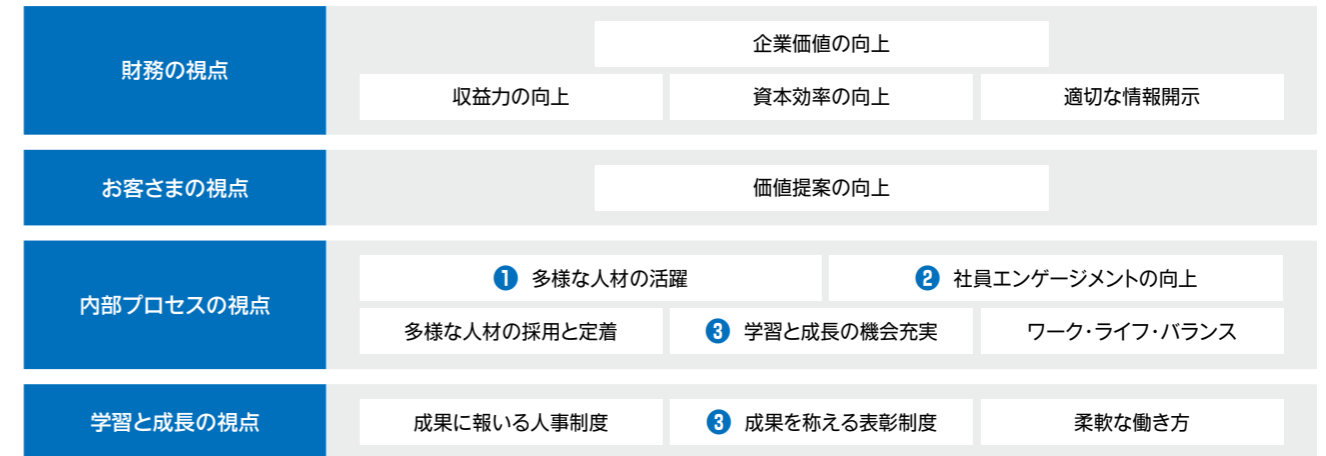 財務の視点
企業価値の向上
収益力の向上
資本効率の向上
適切な情報開示
お客さまの視点
価値提案の向上
内部プロセスの視点
❶ 多様な人材の活躍
❷ 社員エンゲージメントの向上
多様な人材の採用と定着
❸ 学習と成長の機会充実
ワーク・ライフ・バランス
学習と成長の視点
成果に報いる人事制度
❸ 成果を称える表彰制度
柔軟な働き方